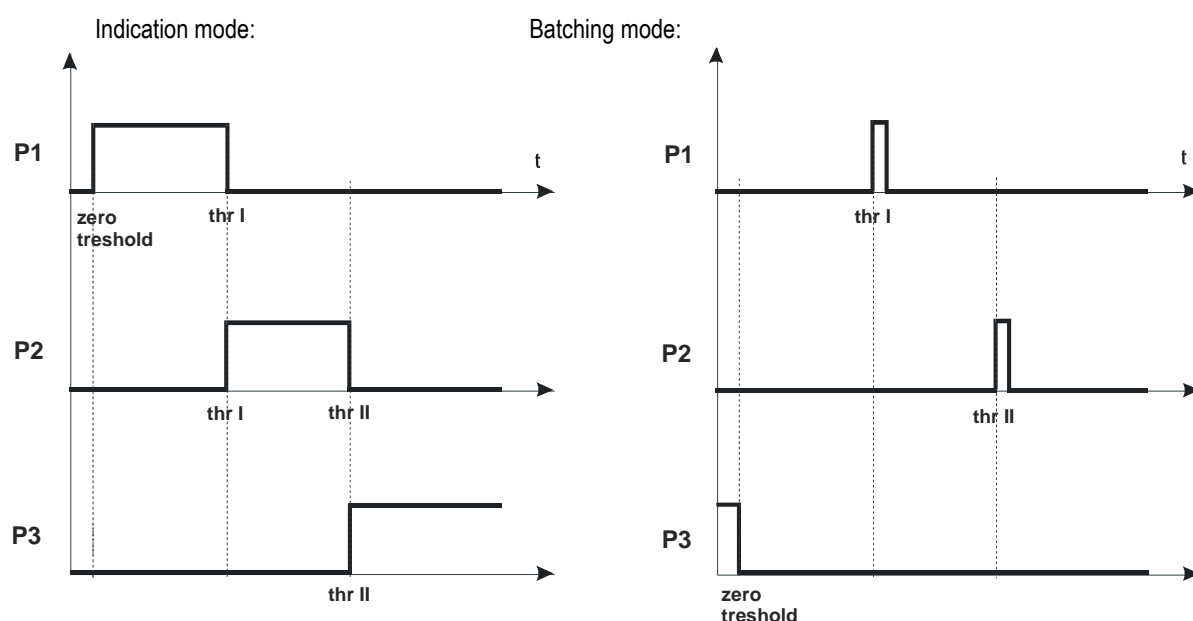 Indication mode:
Batching mode:
P1
t
zero
treshold
thr I
P2
thr I
thr II
P3
thr II
P1
t
thr I
P2
thr II
P3
zero
treshold